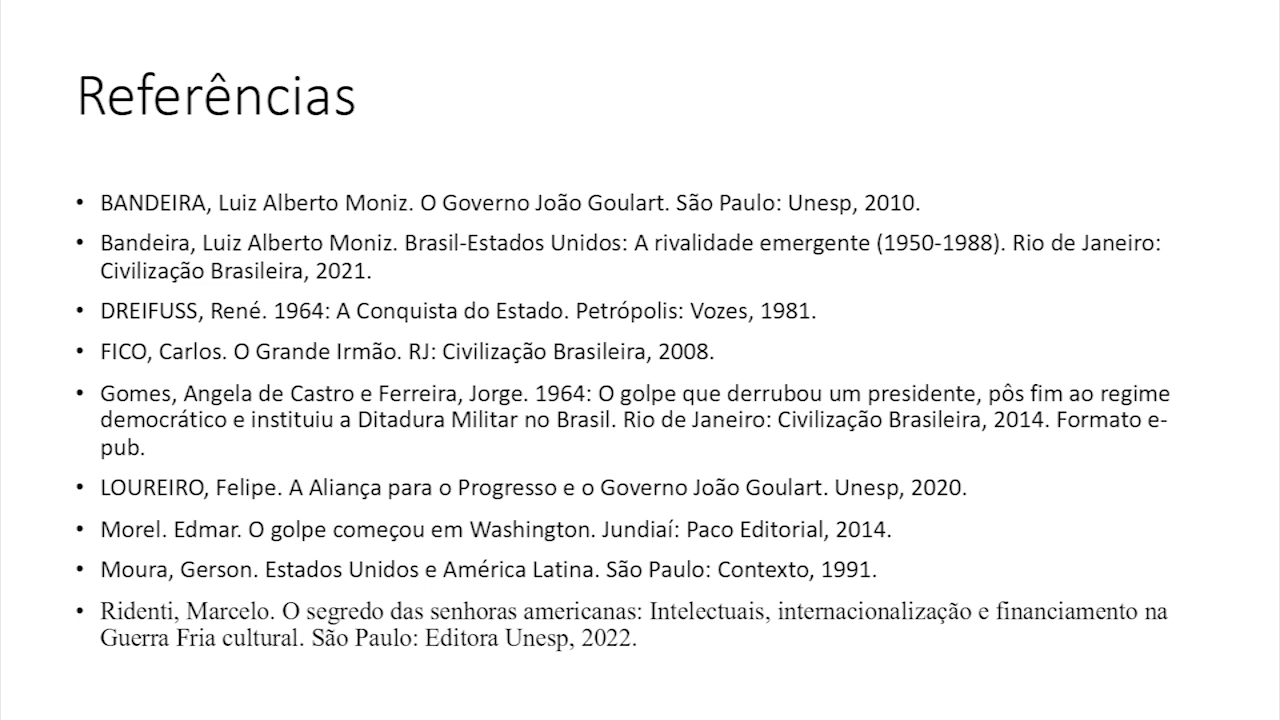 Referências
• BANDEIRA, Luiz Alberto Moniz. O Governo João Goulart. São Paulo: Unesp, 2010.
• Bandeira, Luiz Alberto Moniz. Brasil-Estados Unidos: A rivalidade emergente (1950-1988). Rio de Janeiro:
Civilização Brasileira, 2021.
• DREIFUSS, René. 1964: A Conquista do Estado. Petrópolis: Vozes, 1981.
• FICO, Carlos. O Grande Irmão. RJ: Civilização Brasileira, 2008.
• Gomes, Angela de Castro e Ferreira, Jorge. 1964: O golpe que derrubou um presidente, pôs fim ao regime
democrático e instituiu a Ditadura Militar no Brasil. Rio de Janeiro: Civilização Brasileira, 2014. Formato e-
pub.
• LOUREIRO, Felipe. A Aliança para o Progresso e o Governo João Goulart. Unesp, 2020.
• Morel. Edmar. O golpe começou em Washington. Jundiaí: Paco Editorial, 2014.
• Moura, Gerson. Estados Unidos e América Latina. São Paulo: Contexto, 1991.
• Ridenti, Marcelo. O segredo das senhoras americanas: Intelectuais, internacionalização e financiamento na
Guerra Fria cultural. São Paulo: Editora Unesp, 2022.